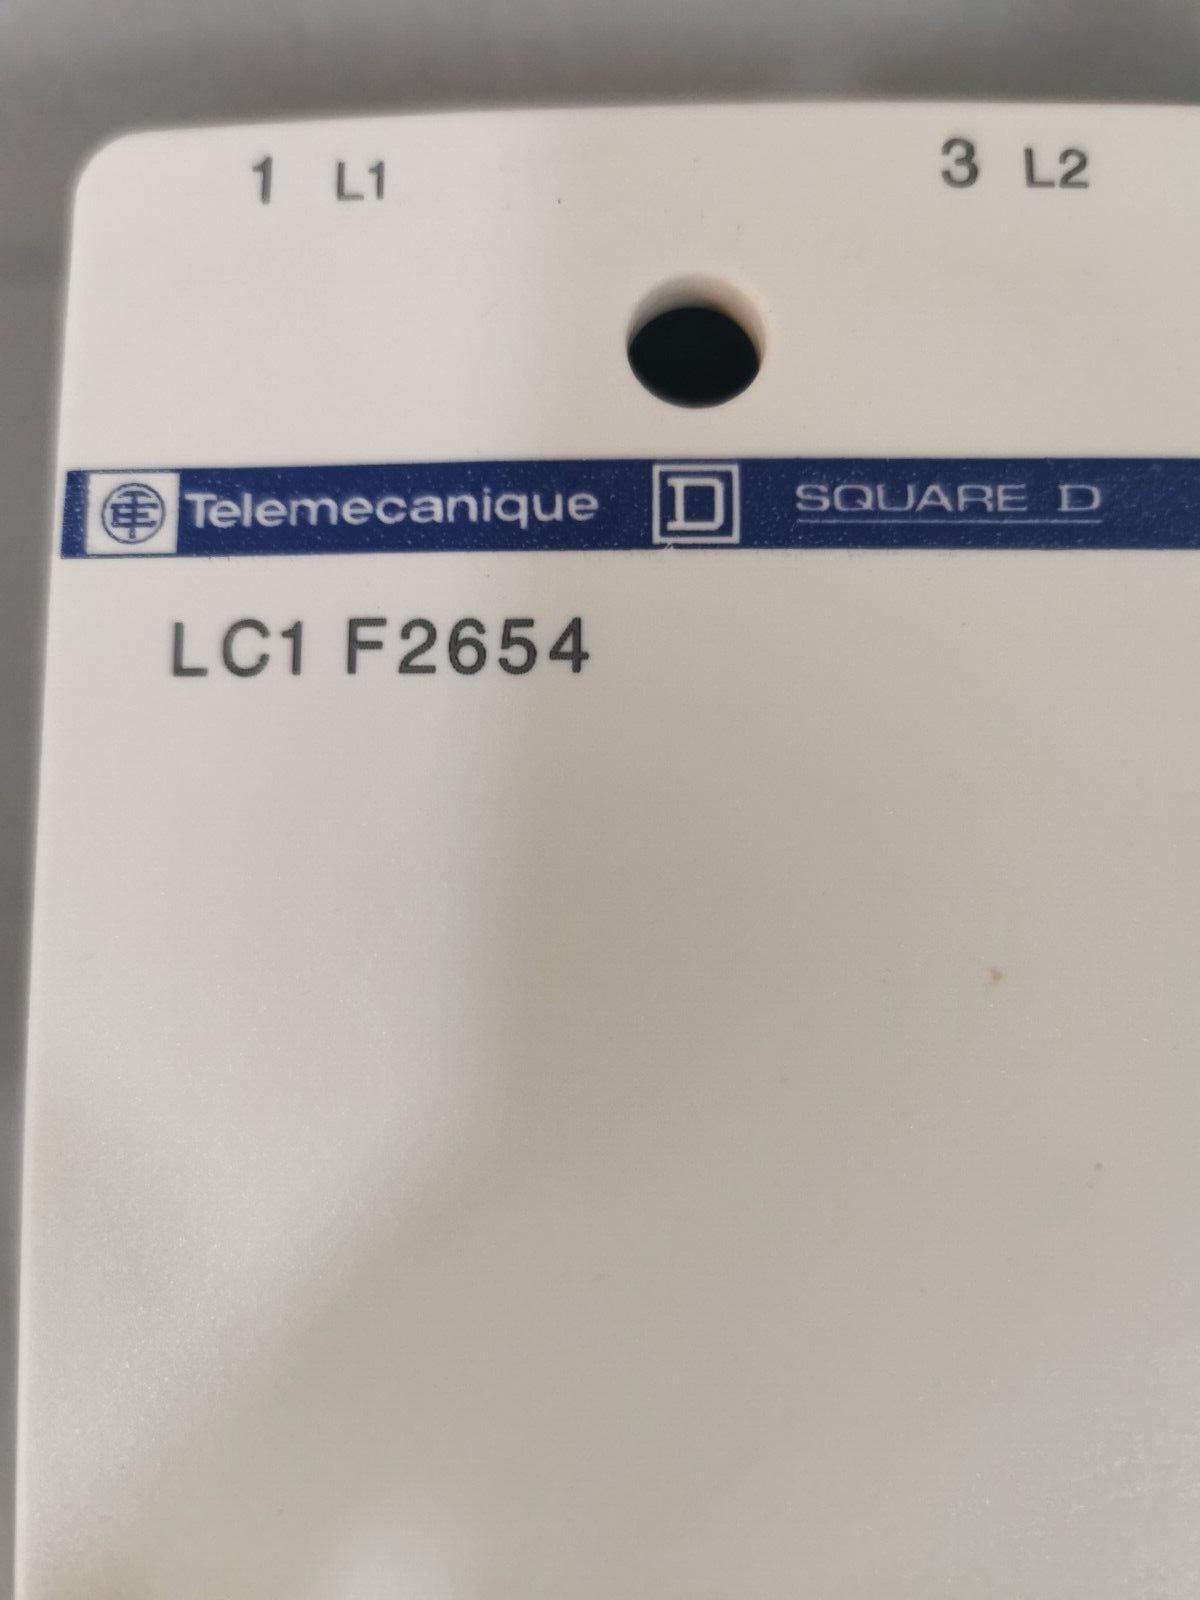 1 L1 3 L2
Telemecanique D SQUARE D
LC1 F2654